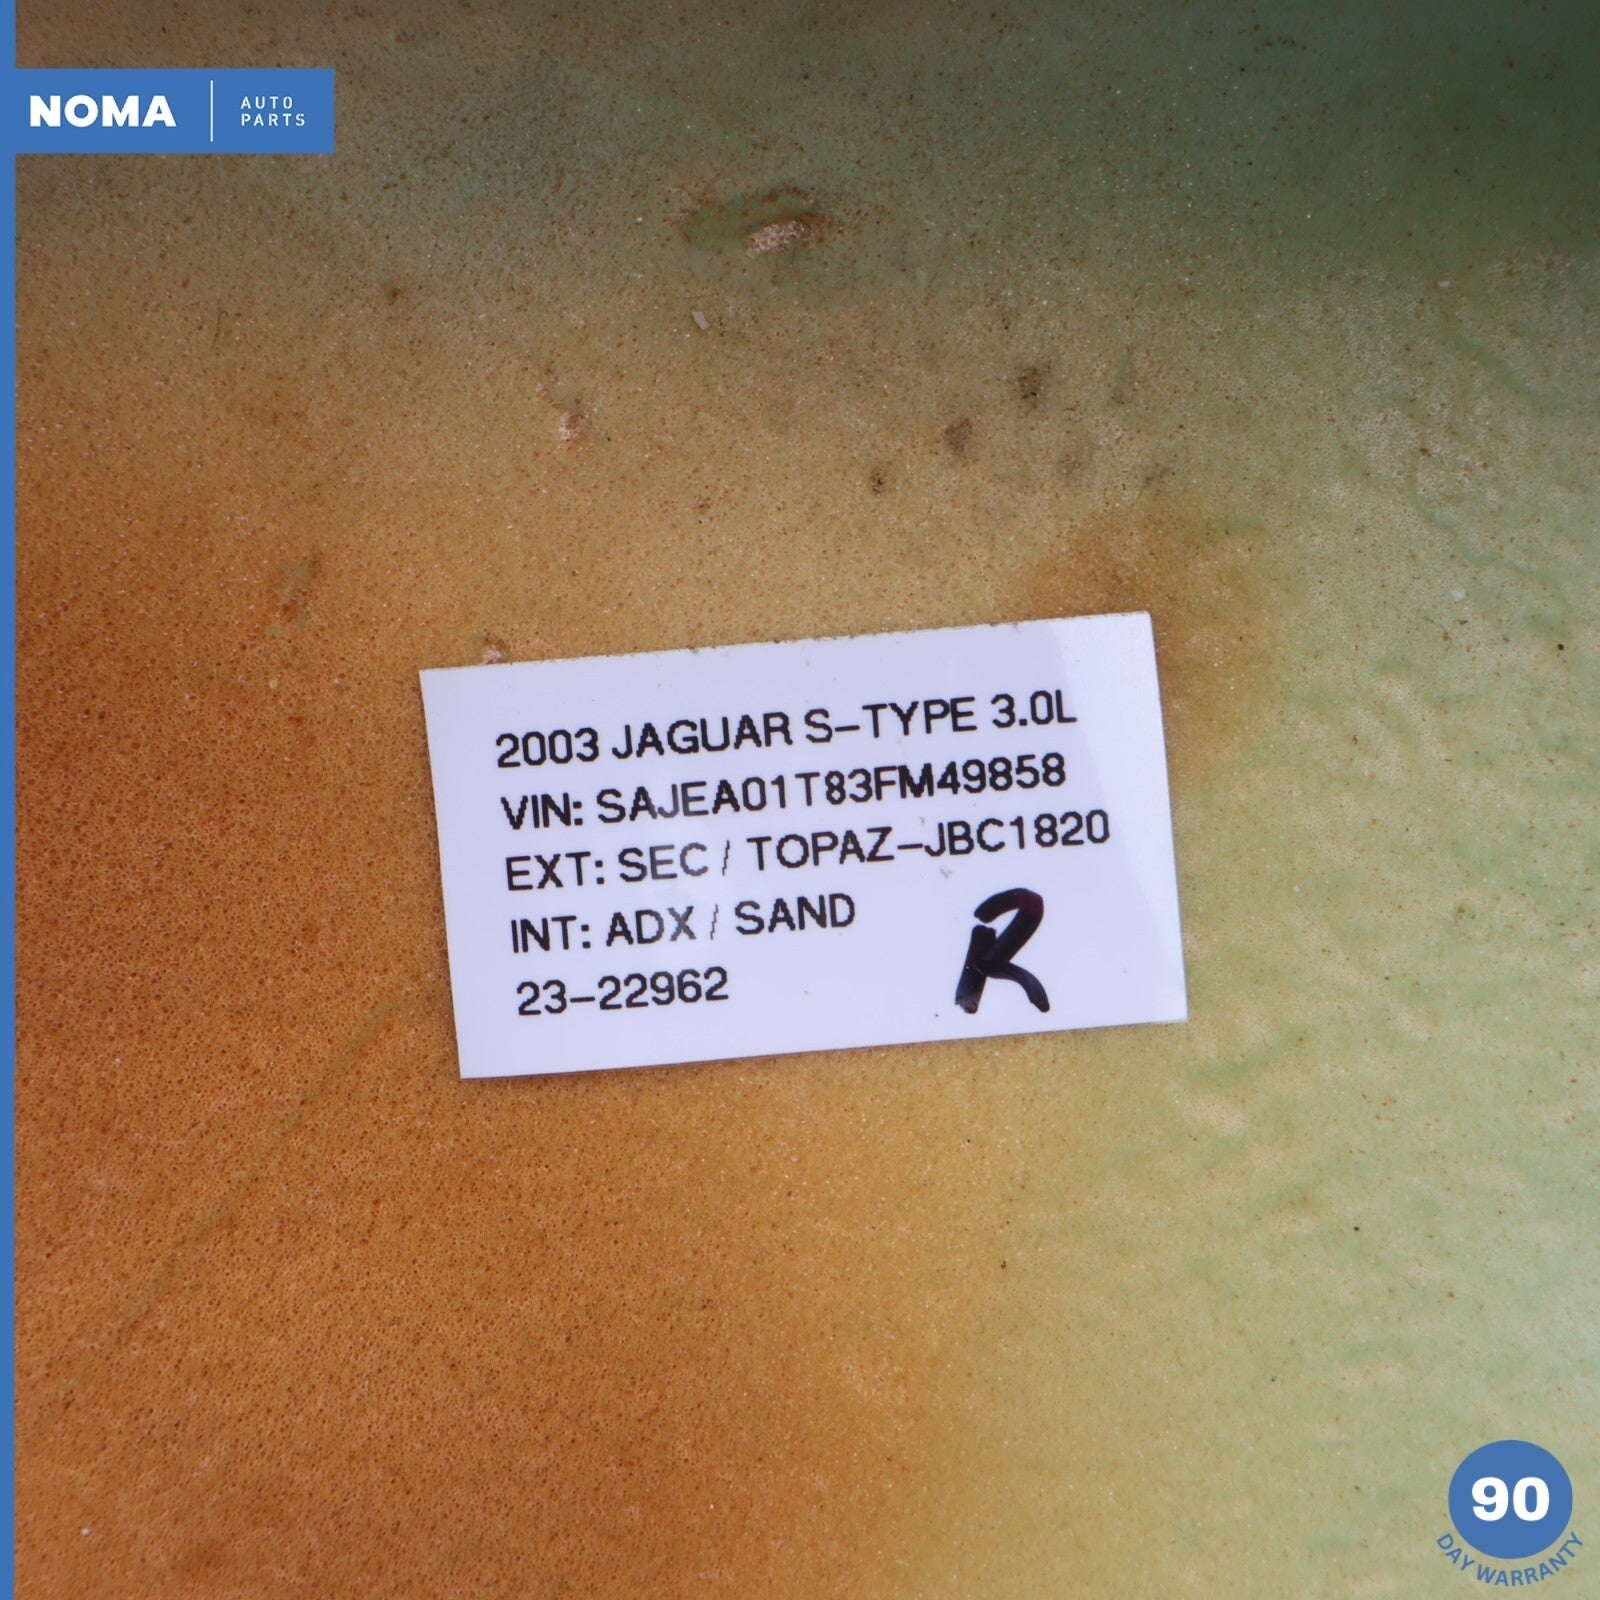 NOMA
AUTO
PARTS
2003 JAGUAR S-TYPE 3.0L
VIN: SAJEA01T83FM49858
EXT: SEC / TOPAZ-JBC1820
INT: ADX / SAND
23-22962
R
90
DAY WARRANTY